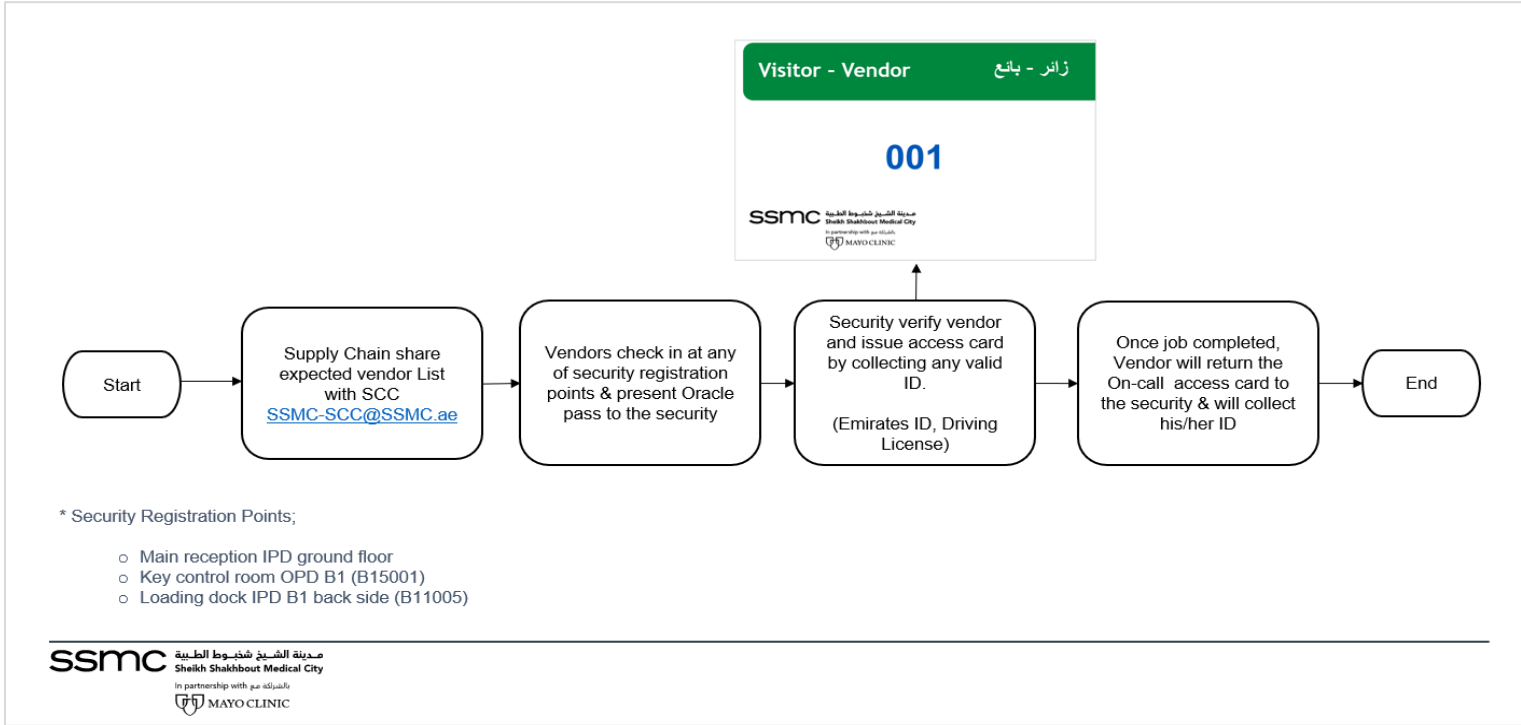 Visitor - Vendor
زائر - بائع
001
ssmc
مدينة الشيخ شخبوط الطبية
Sheikh Shakhbout Medical City
In partnership with بالشراكة مع
MAYO CLINIC
Start
Supply Chain share
expected vendor List
with SCC
SSMC-SCC@SSMC.ae
Vendors check in at any
of security registration
points & present Oracle
pass to the security
Security verify vendor
and issue access card
by collecting any valid
ID.
(Emirates ID, Driving
License)
Once job completed,
Vendor will return the
On-call access card to
the security & will collect
his/her ID
End
* Security Registration Points;
o Main reception IPD ground floor
o Key control room OPD B1 (B15001)
o Loading dock IPD B1 back side (B11005)
ssmc
مدينة الشيخ شخبوط الطبية
Sheikh Shakhbout Medical City
In partnership with بالشراكة مع
MAYO CLINIC